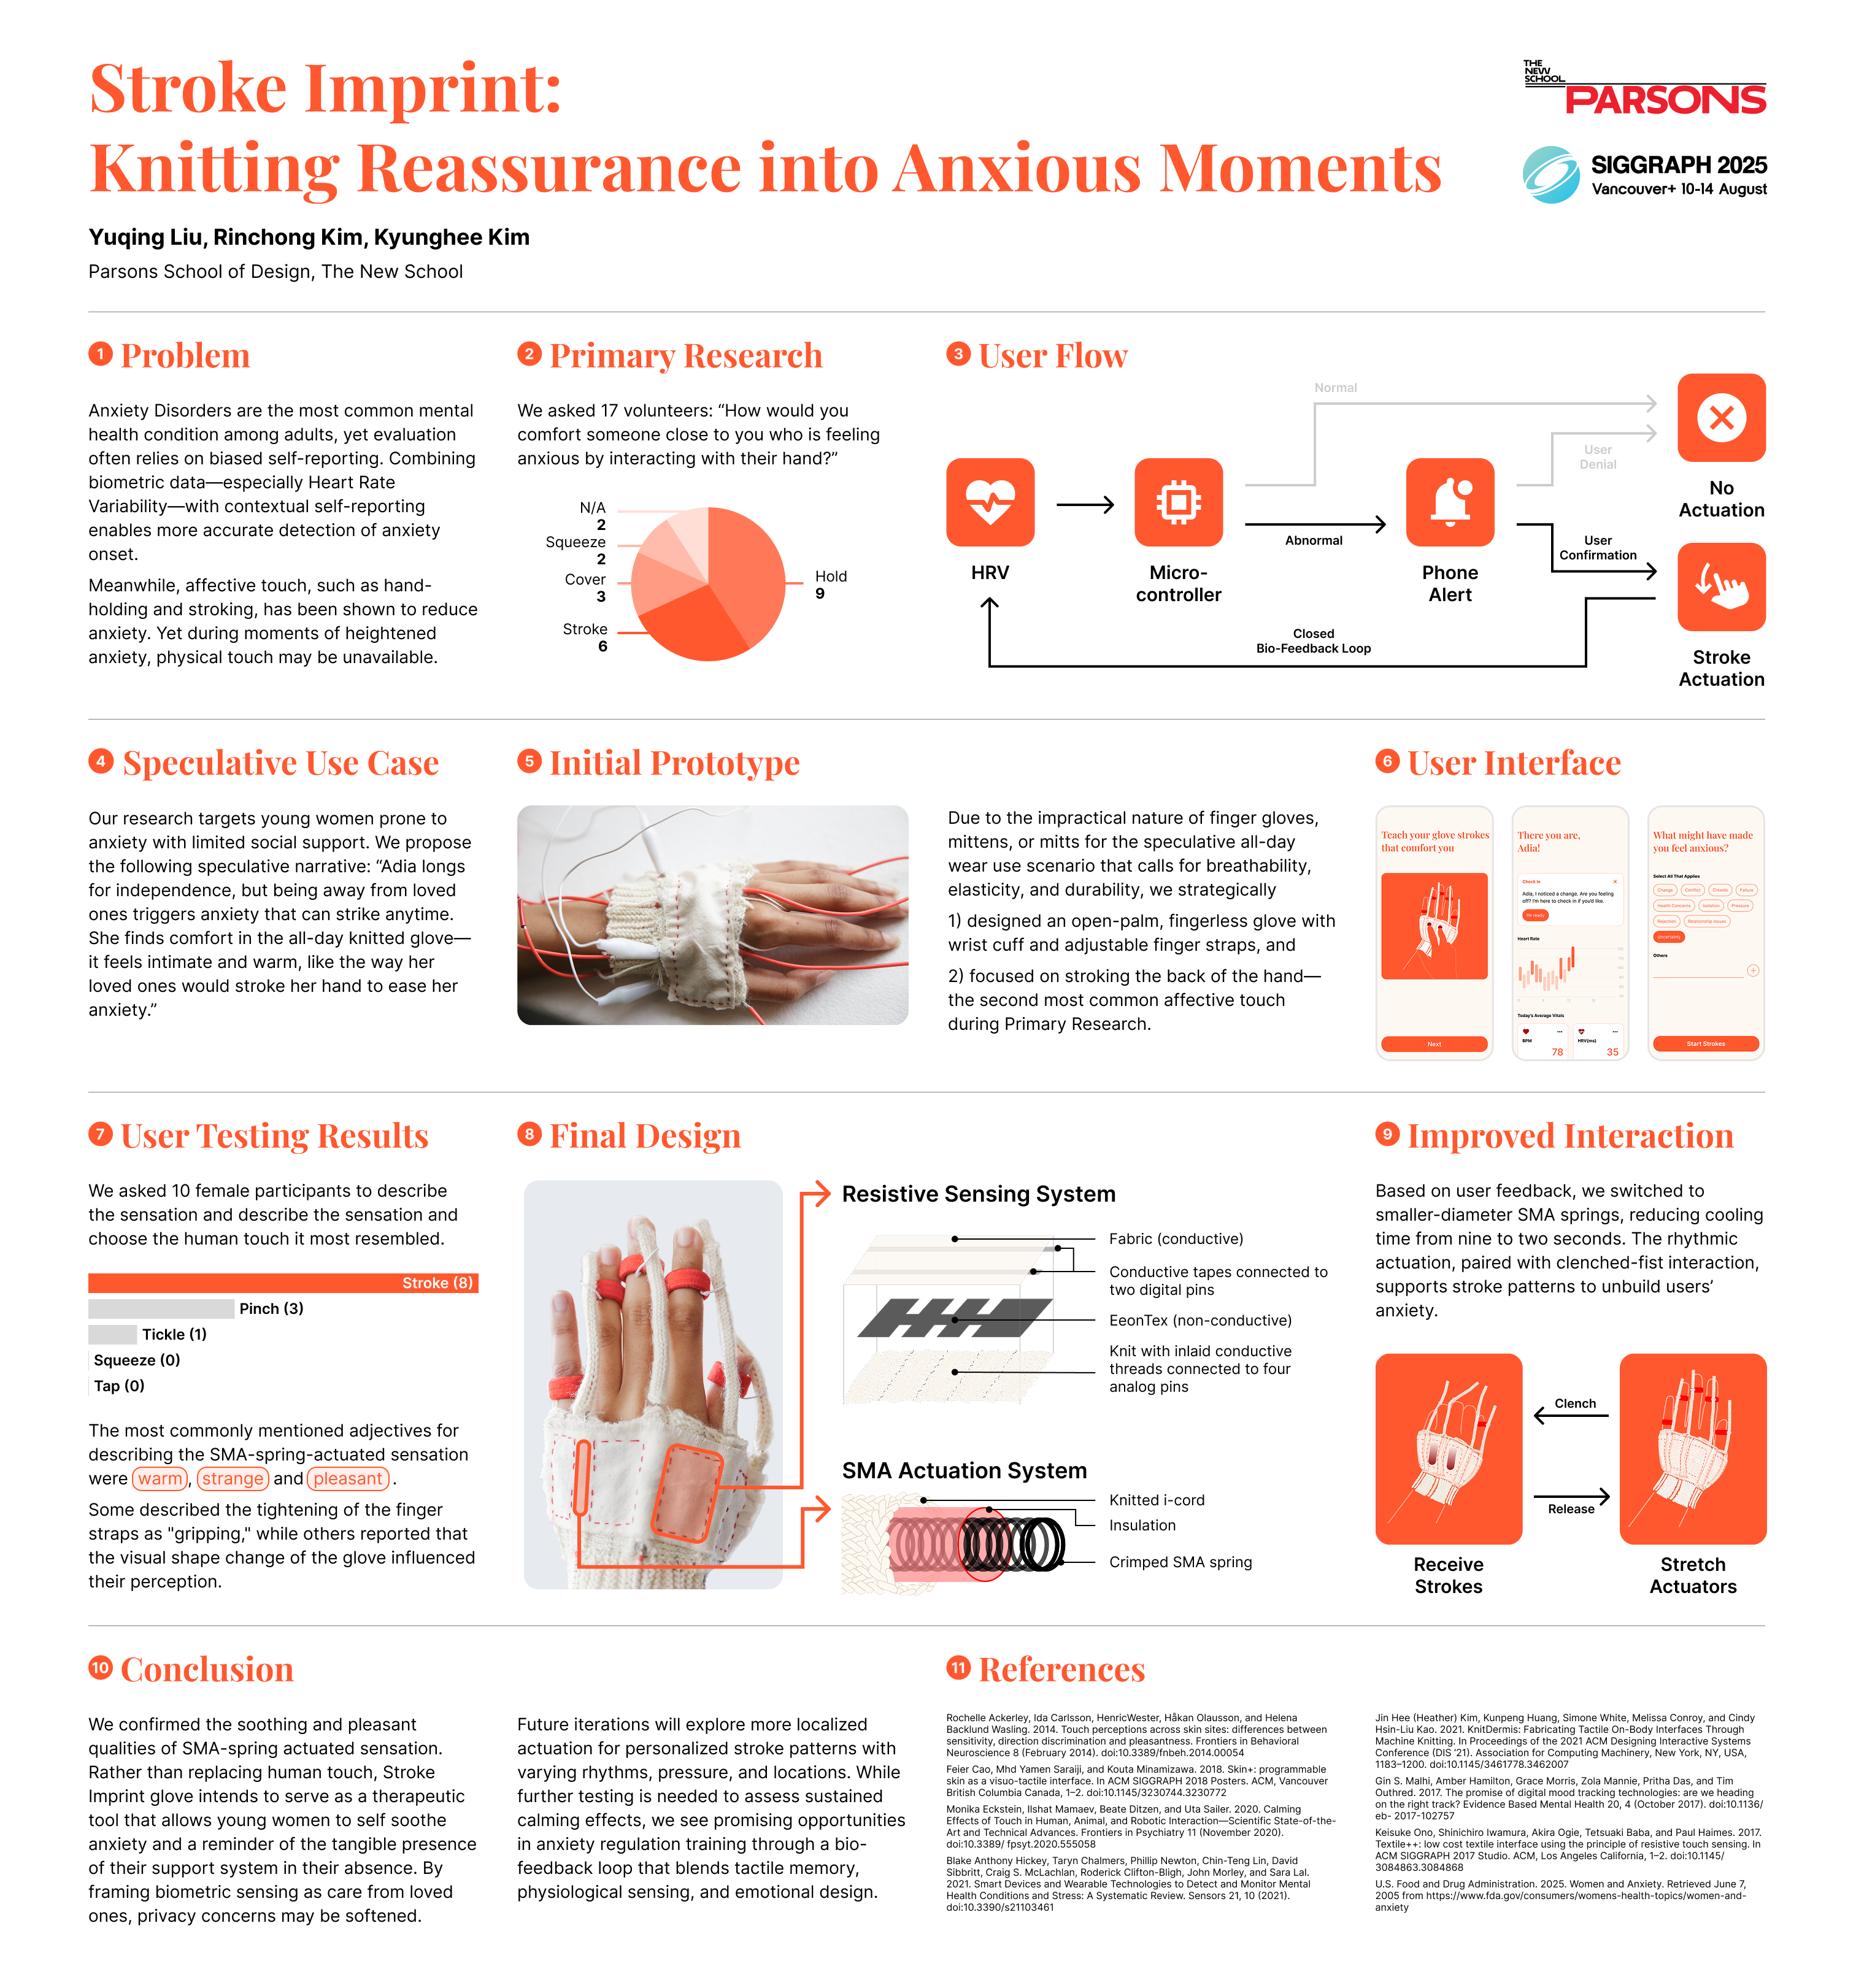 Stroke Imprint:
Knitting Reassurance into Anxious Moments
THE
NEW
SCHOOL
PARSONS
SIGGRAPH 2025
Vancouver+ 10-14 August
Yuqing Liu, Rinchong Kim, Kyunghee Kim
Parsons School of Design, The New School
1 Problem
Anxiety Disorders are the most common mental
health condition among adults, yet evaluation
often relies on biased self-reporting. Combining
biometric data—especially Heart Rate
Variability—with contextual self-reporting
enables more accurate detection of anxiety
onset.
Meanwhile, affective touch, such as hand-
holding and stroking, has been shown to reduce
anxiety. Yet during moments of heightened
anxiety, physical touch may be unavailable.
2 Primary Research
We asked 17 volunteers: “How would you
comfort someone close to you who is feeling
anxious by interacting with their hand?”
N/A
2
Squeeze
2
Cover
3
Stroke
6
Hold
9
3 User Flow
Normal
User
Denial
No
Actuation
HRV
Micro-
controller
Abnormal
Phone
Alert
User
Confirmation
Closed
Bio-Feedback Loop
Stroke
Actuation
4 Speculative Use Case
Our research targets young women prone to
anxiety with limited social support. We propose
the following speculative narrative: “Adia longs
for independence, but being away from loved
ones triggers anxiety that can strike anytime.
She finds comfort in the all-day knitted glove—
it feels intimate and warm, like the way her
loved ones would stroke her hand to ease her
anxiety.”
5 Initial Prototype
Due to the impractical nature of finger gloves,
mittens, or mitts for the speculative all-day
wear use scenario that calls for breathability,
elasticity, and durability, we strategically
1) designed an open-palm, fingerless glove with
wrist cuff and adjustable finger straps, and
2) focused on stroking the back of the hand—
the second most common affective touch
during Primary Research.
6 User Interface
Teach your glove strokes
that comfort you
Next
There you are,
Adia!
Check In
Adia, I noticed a change. Are you feeling
off? I'm here to check in if you'd like.
I'm ready
Heart Rate
Today's Average Vitals
BPM
78
HRV(ms)
35
What might have made
you feel anxious?
Select All That Applies
Change Conflict Crowds Failure
Health Concerns Isolation Pressure
Rejection Relationship Issues
Uncertainty
Others
Start Strokes
7 User Testing Results
We asked 10 female participants to describe
the sensation and describe the sensation and
choose the human touch it most resembled.
Stroke (8)
Pinch (3)
Tickle (1)
Squeeze (0)
Tap (0)
The most commonly mentioned adjectives for
describing the SMA-spring-actuated sensation
were warm, strange and pleasant .
Some described the tightening of the finger
straps as "gripping," while others reported that
the visual shape change of the glove influenced
their perception.
8 Final Design
Resistive Sensing System
Fabric (conductive)
Conductive tapes connected to
two digital pins
EeonTex (non-conductive)
Knit with inlaid conductive
threads connected to four
analog pins
SMA Actuation System
Knitted i-cord
Insulation
Crimped SMA spring
9 Improved Interaction
Based on user feedback, we switched to
smaller-diameter SMA springs, reducing cooling
time from nine to two seconds. The rhythmic
actuation, paired with clenched-fist interaction,
supports stroke patterns to unbuild users’
anxiety.
Clench
Release
Receive
Strokes
Stretch
Actuators
10 Conclusion
We confirmed the soothing and pleasant
qualities of SMA-spring actuated sensation.
Rather than replacing human touch, Stroke
Imprint glove intends to serve as a therapeutic
tool that allows young women to self soothe
anxiety and a reminder of the tangible presence
of their support system in their absence. By
framing biometric sensing as care from loved
ones, privacy concerns may be softened.
Future iterations will explore more localized
actuation for personalized stroke patterns with
varying rhythms, pressure, and locations. While
further testing is needed to assess sustained
calming effects, we see promising opportunities
in anxiety regulation training through a bio-
feedback loop that blends tactile memory,
physiological sensing, and emotional design.
11 References
Rochelle Ackerley, Ida Carlsson, HenricWester, Håkan Olausson, and Helena
Backlund Wasling. 2014. Touch perceptions across skin sites: differences between
sensitivity, direction discrimination and pleasantness. Frontiers in Behavioral
Neuroscience 8 (February 2014). doi:10.3389/fnbeh.2014.00054
Feier Cao, Mhd Yamen Saraiji, and Kouta Minamizawa. 2018. Skin+: programmable
skin as a visuo-tactile interface. In ACM SIGGRAPH 2018 Posters. ACM, Vancouver
British Columbia Canada, 1–2. doi:10.1145/3230744.3230772
Monika Eckstein, Ilshat Mamaev, Beate Ditzen, and Uta Sailer. 2020. Calming
Effects of Touch in Human, Animal, and Robotic Interaction—Scientific State-of-the-
Art and Technical Advances. Frontiers in Psychiatry 11 (November 2020).
doi:10.3389/ fpsyt.2020.555058
Blake Anthony Hickey, Taryn Chalmers, Phillip Newton, Chin-Teng Lin, David
Sibbritt, Craig S. McLachlan, Roderick Clifton-Bligh, John Morley, and Sara Lal.
2021. Smart Devices and Wearable Technologies to Detect and Monitor Mental
Health Conditions and Stress: A Systematic Review. Sensors 21, 10 (2021).
doi:10.3390/s21103461
Jin Hee (Heather) Kim, Kunpeng Huang, Simone White, Melissa Conroy, and Cindy
Hsin-Liu Kao. 2021. KnitDermis: Fabricating Tactile On-Body Interfaces Through
Machine Knitting. In Proceedings of the 2021 ACM Designing Interactive Systems
Conference (DIS ’21). Association for Computing Machinery, New York, NY, USA,
1183–1200. doi:10.1145/3461778.3462007
Gin S. Malhi, Amber Hamilton, Grace Morris, Zola Mannie, Pritha Das, and Tim
Outhred. 2017. The promise of digital mood tracking technologies: are we heading
on the right track? Evidence Based Mental Health 20, 4 (October 2017). doi:10.1136/
eb- 2017-102757
Keisuke Ono, Shinichiro Iwamura, Akira Ogie, Tetsuaki Baba, and Paul Haimes. 2017.
Textile++: low cost textile interface using the principle of resistive touch sensing. In
ACM SIGGRAPH 2017 Studio. ACM, Los Angeles California, 1–2. doi:10.1145/
3084863.3084868
U.S. Food and Drug Administration. 2025. Women and Anxiety. Retrieved June 7,
2005 from https://www.fda.gov/consumers/womens-health-topics/women-and-
anxiety